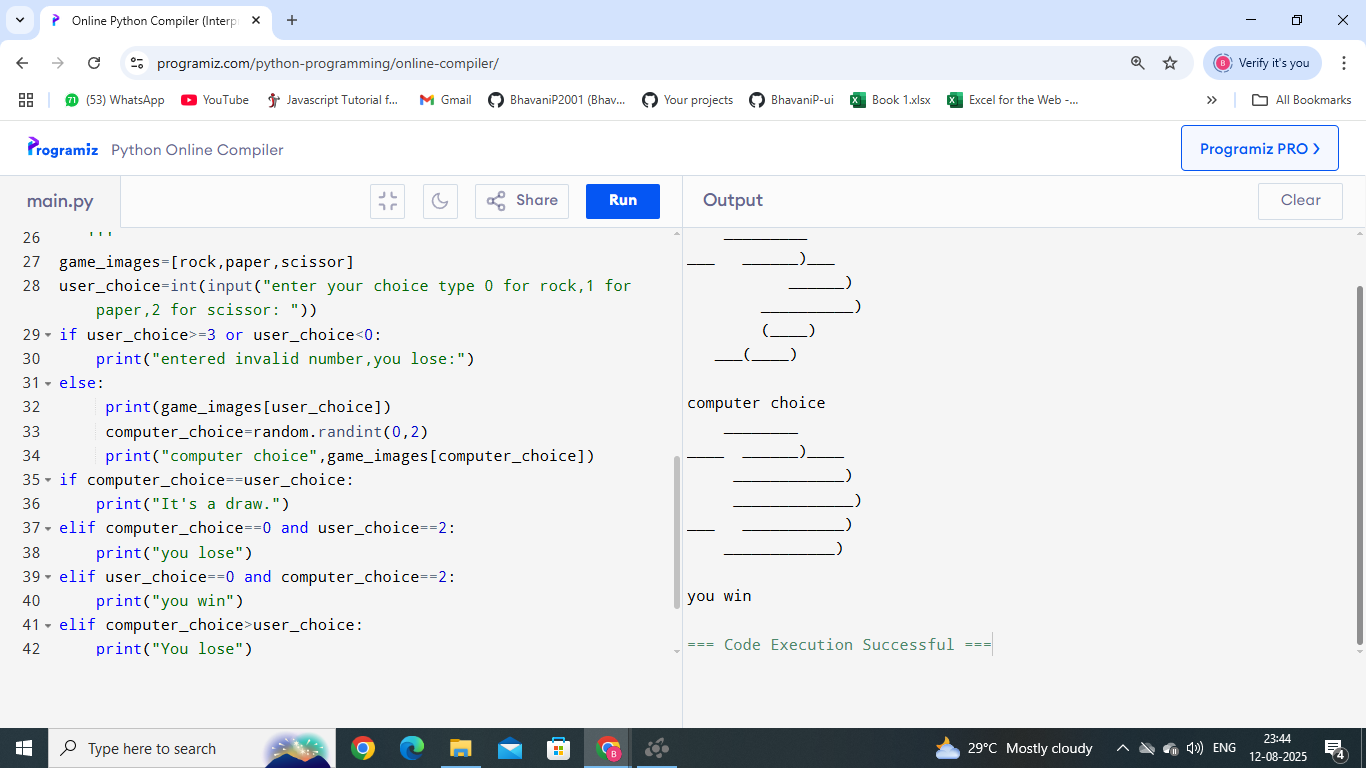 Online Python Compiler (Interp
programiz.com/python-programming/online-compiler/
B
Verify it's you
71
(53) WhatsApp
YouTube
Javascript Tutorial f...
Gmail
BhavaniP2001 (Bhav...
Your projects
BhavaniP-ui
Book 1.xlsx
Excel for the Web -...
All Bookmarks
Programiz
Python Online Compiler
Programiz PRO
main.py
Share
Run
Output
Clear
26 '''
27 game_images=[rock,paper,scissor]
28 user_choice=int(input("enter your choice type 0 for rock,1 for
paper,2 for scissor: "))
29 if user_choice>=3 or user_choice<0:
30     print("entered invalid number,you lose:")
31 else:
32      print(game_images[user_choice])
33      computer_choice=random.randint(0,2)
34      print("computer choice",game_images[computer_choice])
35 if computer_choice==user_choice:
36     print("It's a draw.")
37 elif computer_choice==0 and user_choice==2:
38     print("you lose")
39 elif user_choice==0 and computer_choice==2:
40     print("you win")
41 elif computer_choice>user_choice:
42     print("You lose")
    _________
___   ______)___
           ______)
        __________)
        (____)
   ___(____)
computer choice
    ________
____  ______)____
     ____________)
     _____________)
___   ___________)
    ____________)
you win
=== Code Execution Successful ===
Type here to search
B
29°C Mostly cloudy
ENG
23:44
12-08-2025
4